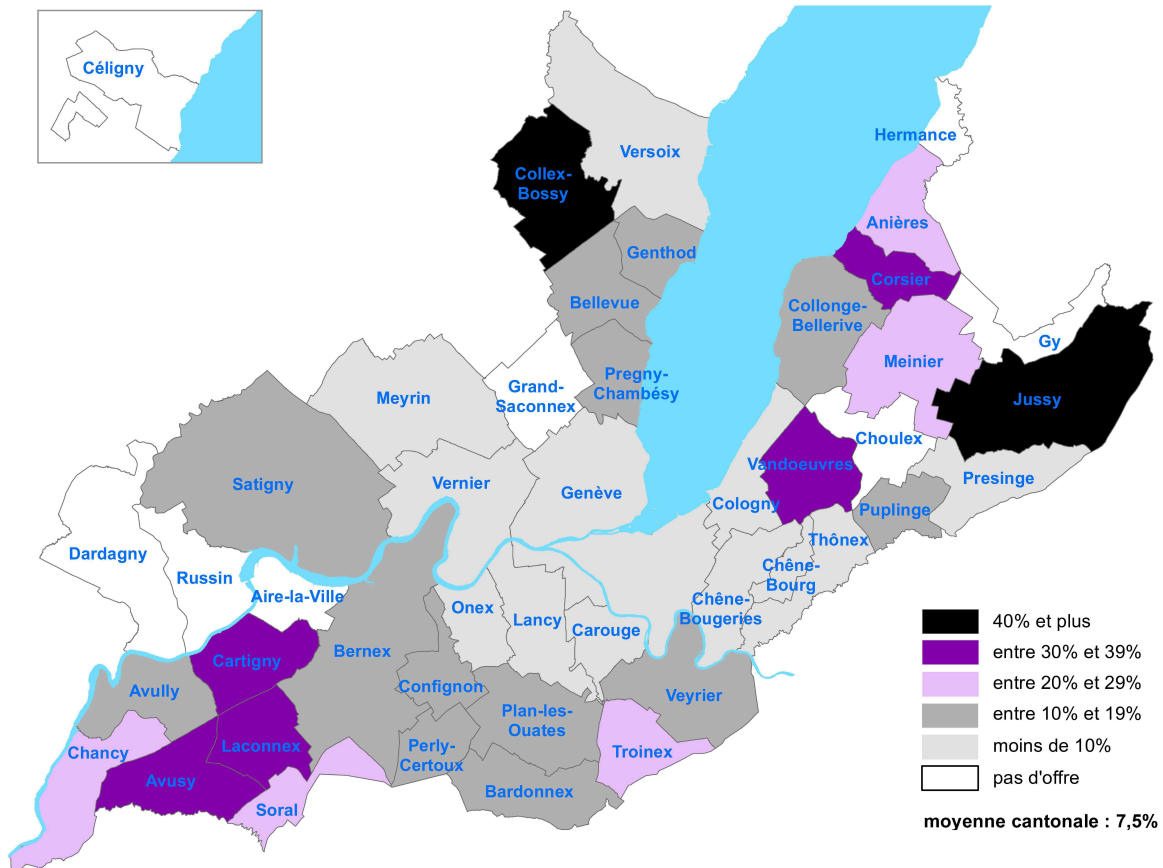 Céligny
Hermance
Versoix
Collex-
Bossy
Anières
Genthod
Corsier
Bellevue
Collonge-
Bellerive
Gy
Meinier
Pregny-
Chambésy
Grand-
Saconnex
Meyrin
Jussy
Choulex
Vandoeuvres
Presinge
Satigny
Vernier
Genève
Cologny
Puplinge
Thônex
Dardagny
Russin
Aire-la-Ville
Chêne-
Bourg
Onex
Lancy
Carouge
Chêne-
Bougeries
Bernex
Cartigny
Avully
Confignon
Veyrier
Plan-les-
Ouates
Chancy
Laconnex
Perly-
Certoux
Troinex
Avusy
Soral
Bardonnex
40% et plus
entre 30% et 39%
entre 20% et 29%
entre 10% et 19%
moins de 10%
pas d'offre
moyenne cantonale : 7,5%